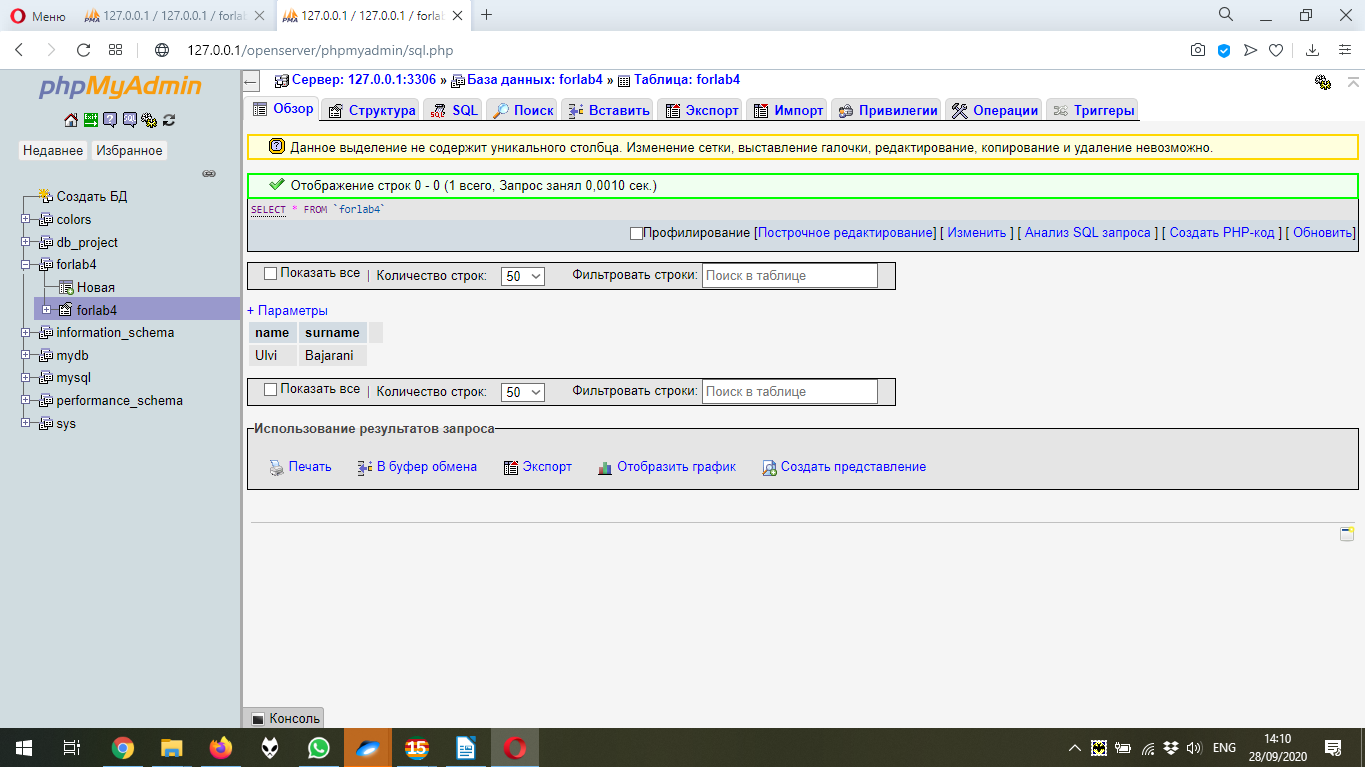 Меню
127.0.0.1 / 127.0.0.1 / forlab
127.0.0.1 / 127.0.0.1 / forlab
127.0.0.1/openserver/phpmyadmin/sql.php
phpMyAdmin
Недавнее Избранное
Создать БД
colors
db_project
forlab4
Новая
forlab4
information_schema
mydb
mysql
performance_schema
sys
Сервер: 127.0.0.1:3306 » База данных: forlab4 » Таблица: forlab4
Обзор Структура SQL Поиск Вставить Экспорт Импорт Привилегии Операции Триггеры
Данное выделение не содержит уникального столбца. Изменение сетки, выставление галочки, редактирование, копирование и удаление невозможно.
Отображение строк 0 - 0 (1 всего, Запрос занял 0,0010 сек.)
SELECT * FROM `forlab4`
Профилирование [Построчное редактирование] [ Изменить ] [ Анализ SQL запроса ] [ Создать PHP-код ] [ Обновить]
Показать все | Количество строк: 50 Фильтровать строки: Поиск в таблице
+ Параметры
name surname
Ulvi Bajarani
Показать все | Количество строк: 50 Фильтровать строки: Поиск в таблице
Использование результатов запроса
Печать В буфер обмена Экспорт Отобразить график Создать представление
Консоль
15
ENG
14:10
28/09/2020